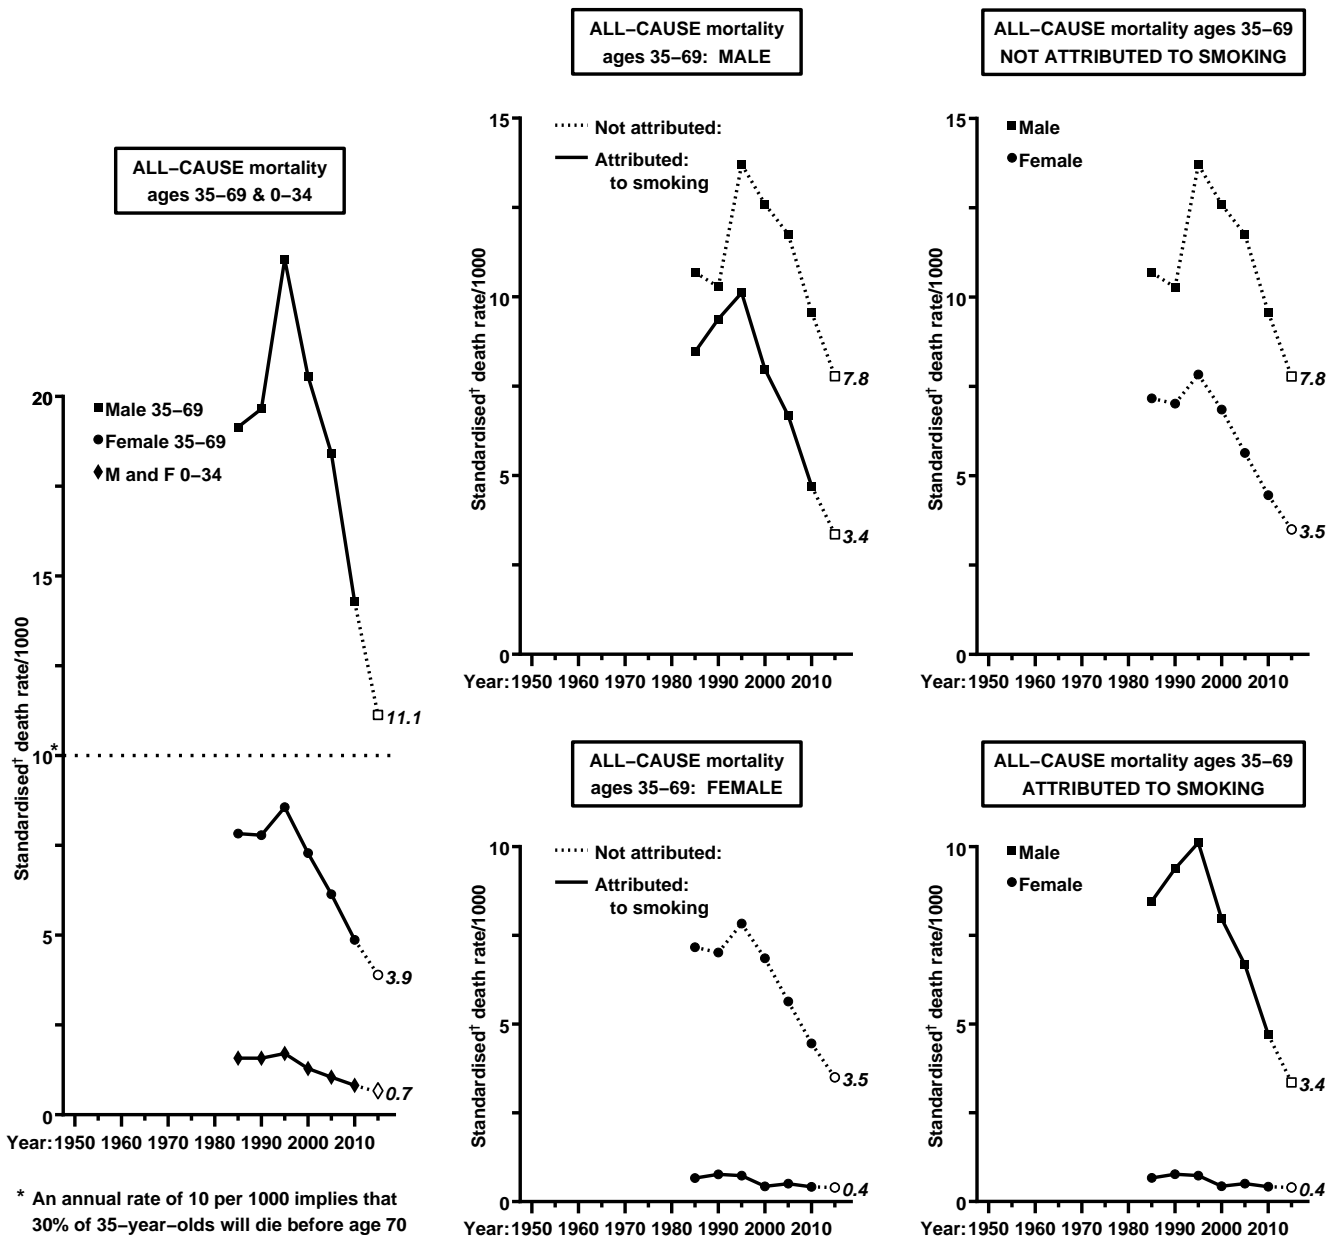 ALL–CAUSE mortality
ages 35–69 & 0–34
20
15
10
*
5
0
Standardised† death rate/1000
Male 35–69
Female 35–69
M and F 0–34
11.1
3.9
0.7
Year: 1950 1960 1970 1980 1990 2000 2010
* An annual rate of 10 per 1000 implies that
30% of 35–year–olds will die before age 70
ALL–CAUSE mortality
ages 35–69: MALE
15
10
5
0
Standardised† death rate/1000
Not attributed:
Attributed:
to smoking
7.8
3.4
Year: 1950 1960 1970 1980 1990 2000 2010
ALL–CAUSE mortality ages 35–69
NOT ATTRIBUTED TO SMOKING
15
10
5
0
Standardised† death rate/1000
Male
Female
7.8
3.5
Year: 1950 1960 1970 1980 1990 2000 2010
ALL–CAUSE mortality
ages 35–69: FEMALE
10
5
0
Standardised† death rate/1000
Not attributed:
Attributed:
to smoking
3.5
0.4
Year: 1950 1960 1970 1980 1990 2000 2010
ALL–CAUSE mortality ages 35–69
ATTRIBUTED TO SMOKING
10
5
0
Standardised† death rate/1000
Male
Female
3.4
0.4
Year: 1950 1960 1970 1980 1990 2000 2010